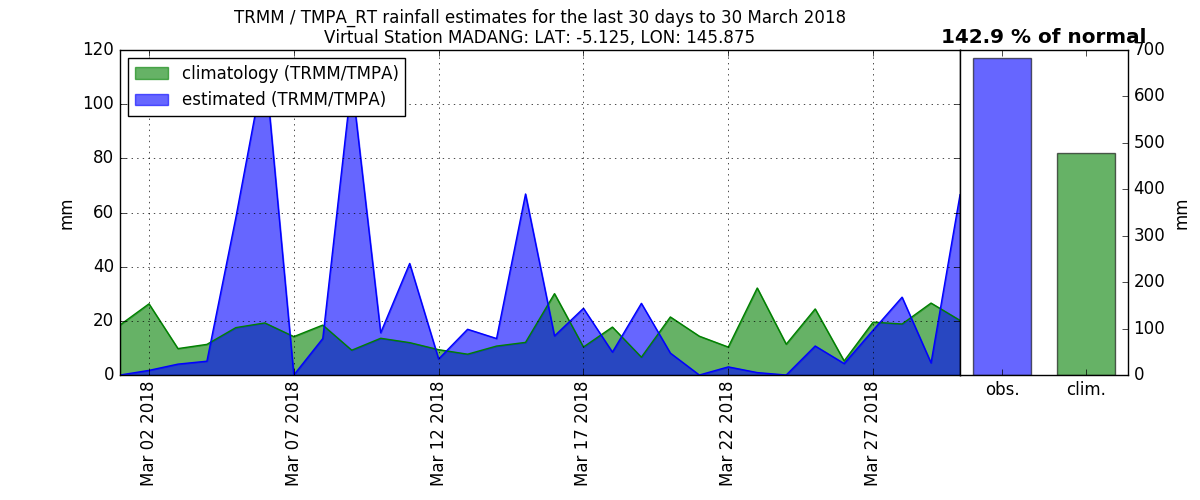 TRMM / TMPA_RT rainfall estimates for the last 30 days to 30 March 2018
Virtual Station MADANG: LAT: -5.125, LON: 145.875
142.9 % of normal
climatology (TRMM/TMPA)
estimated (TRMM/TMPA)
120
100
80
60
40
20
0
mm
Mar 02 2018
Mar 07 2018
Mar 12 2018
Mar 17 2018
Mar 22 2018
Mar 27 2018
obs.
clim.
700
600
500
400
300
200
100
0
mm